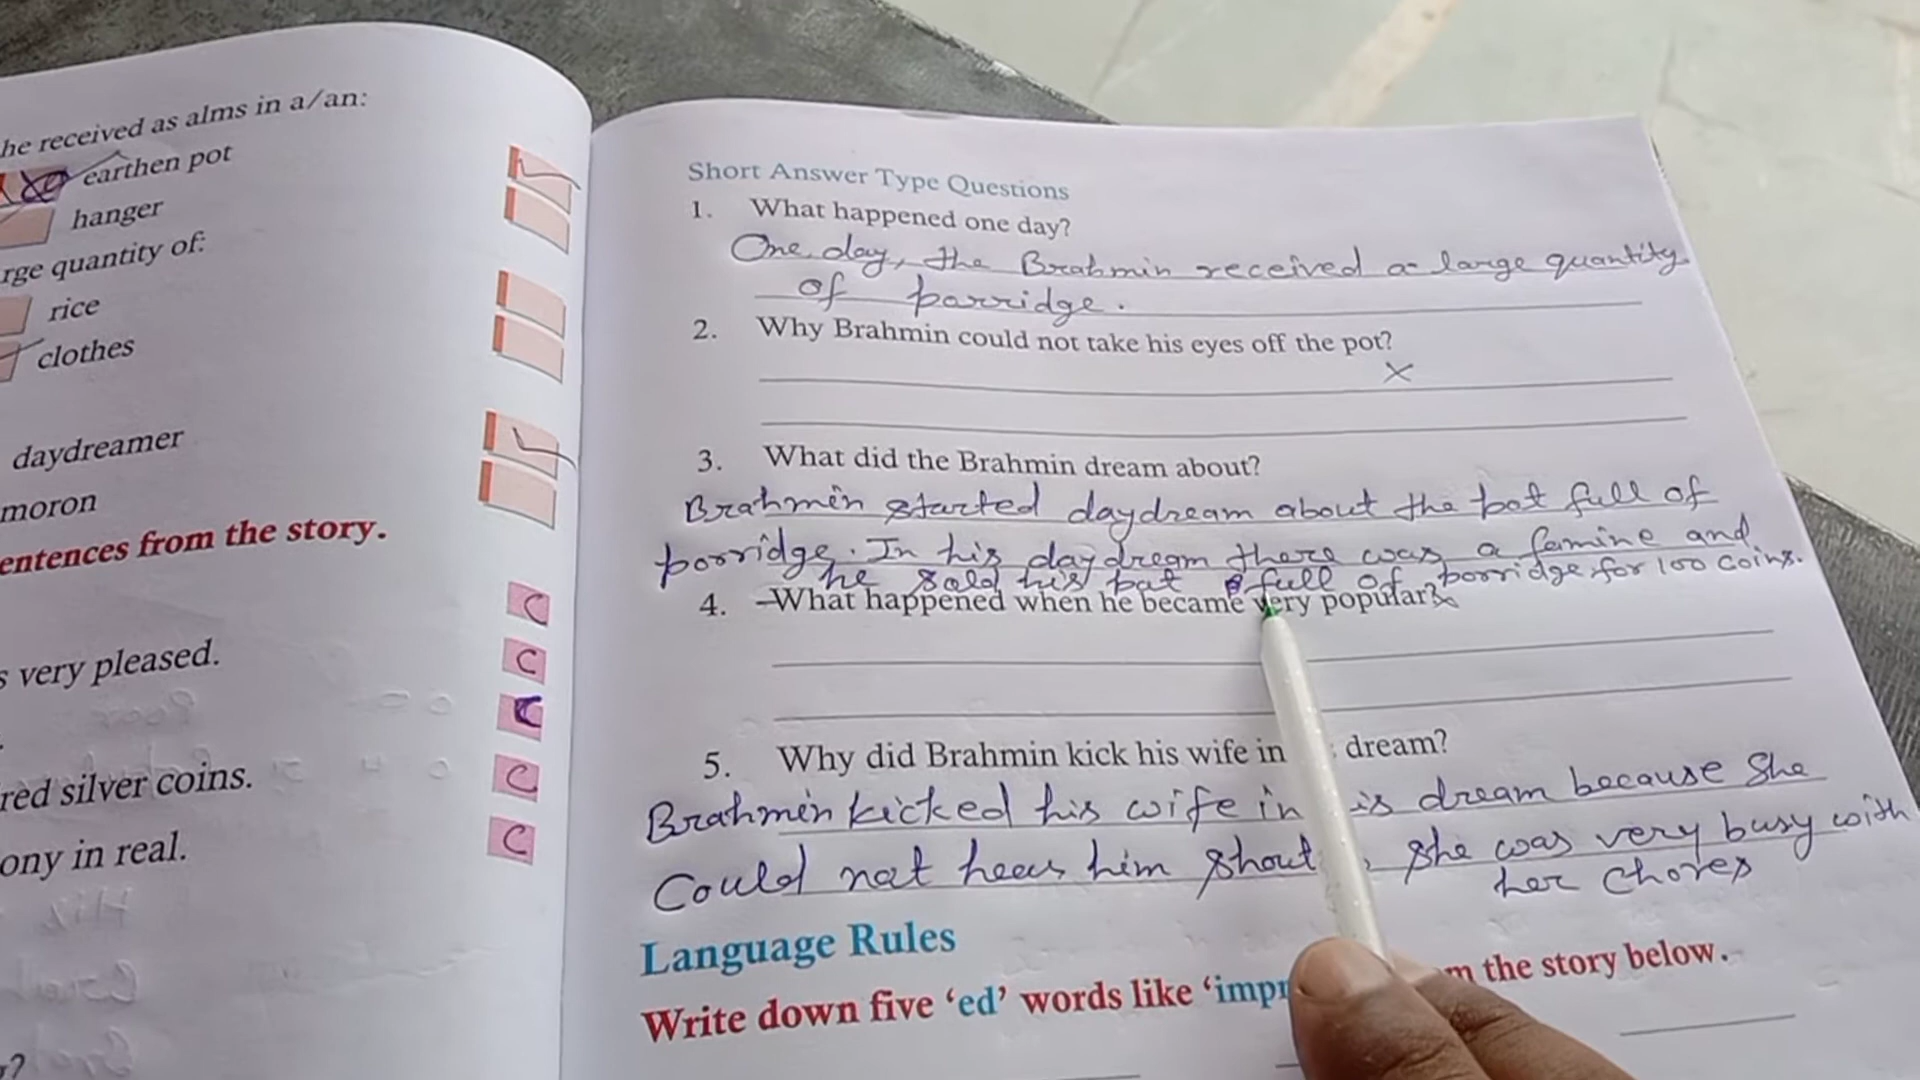 he received as alms in a/an:
earthen pot
hanger
rge quantity of:
rice
clothes
daydreamer
moron
entences from the story.
s very pleased.
red silver coins.
ony in real.
?
C
C
C
C
C
Short Answer Type Questions
1. What happened one day?
One day, the Brahmin received a large quantity
of porridge.
2. Why Brahmin could not take his eyes off the pot?
3. What did the Brahmin dream about?
Brahmin started daydream about the pot full of
porridge. In his daydream there was a famine and
he sold his pot full of porridge for 100 coins.
4. What happened when he became very popular?
5. Why did Brahmin kick his wife in dream?
Brahmin kicked his wife in is dream because she
could not hear him shout, she was very busy with
her chores
Language Rules
Write down five ‘ed’ words like ‘impr m the story below.